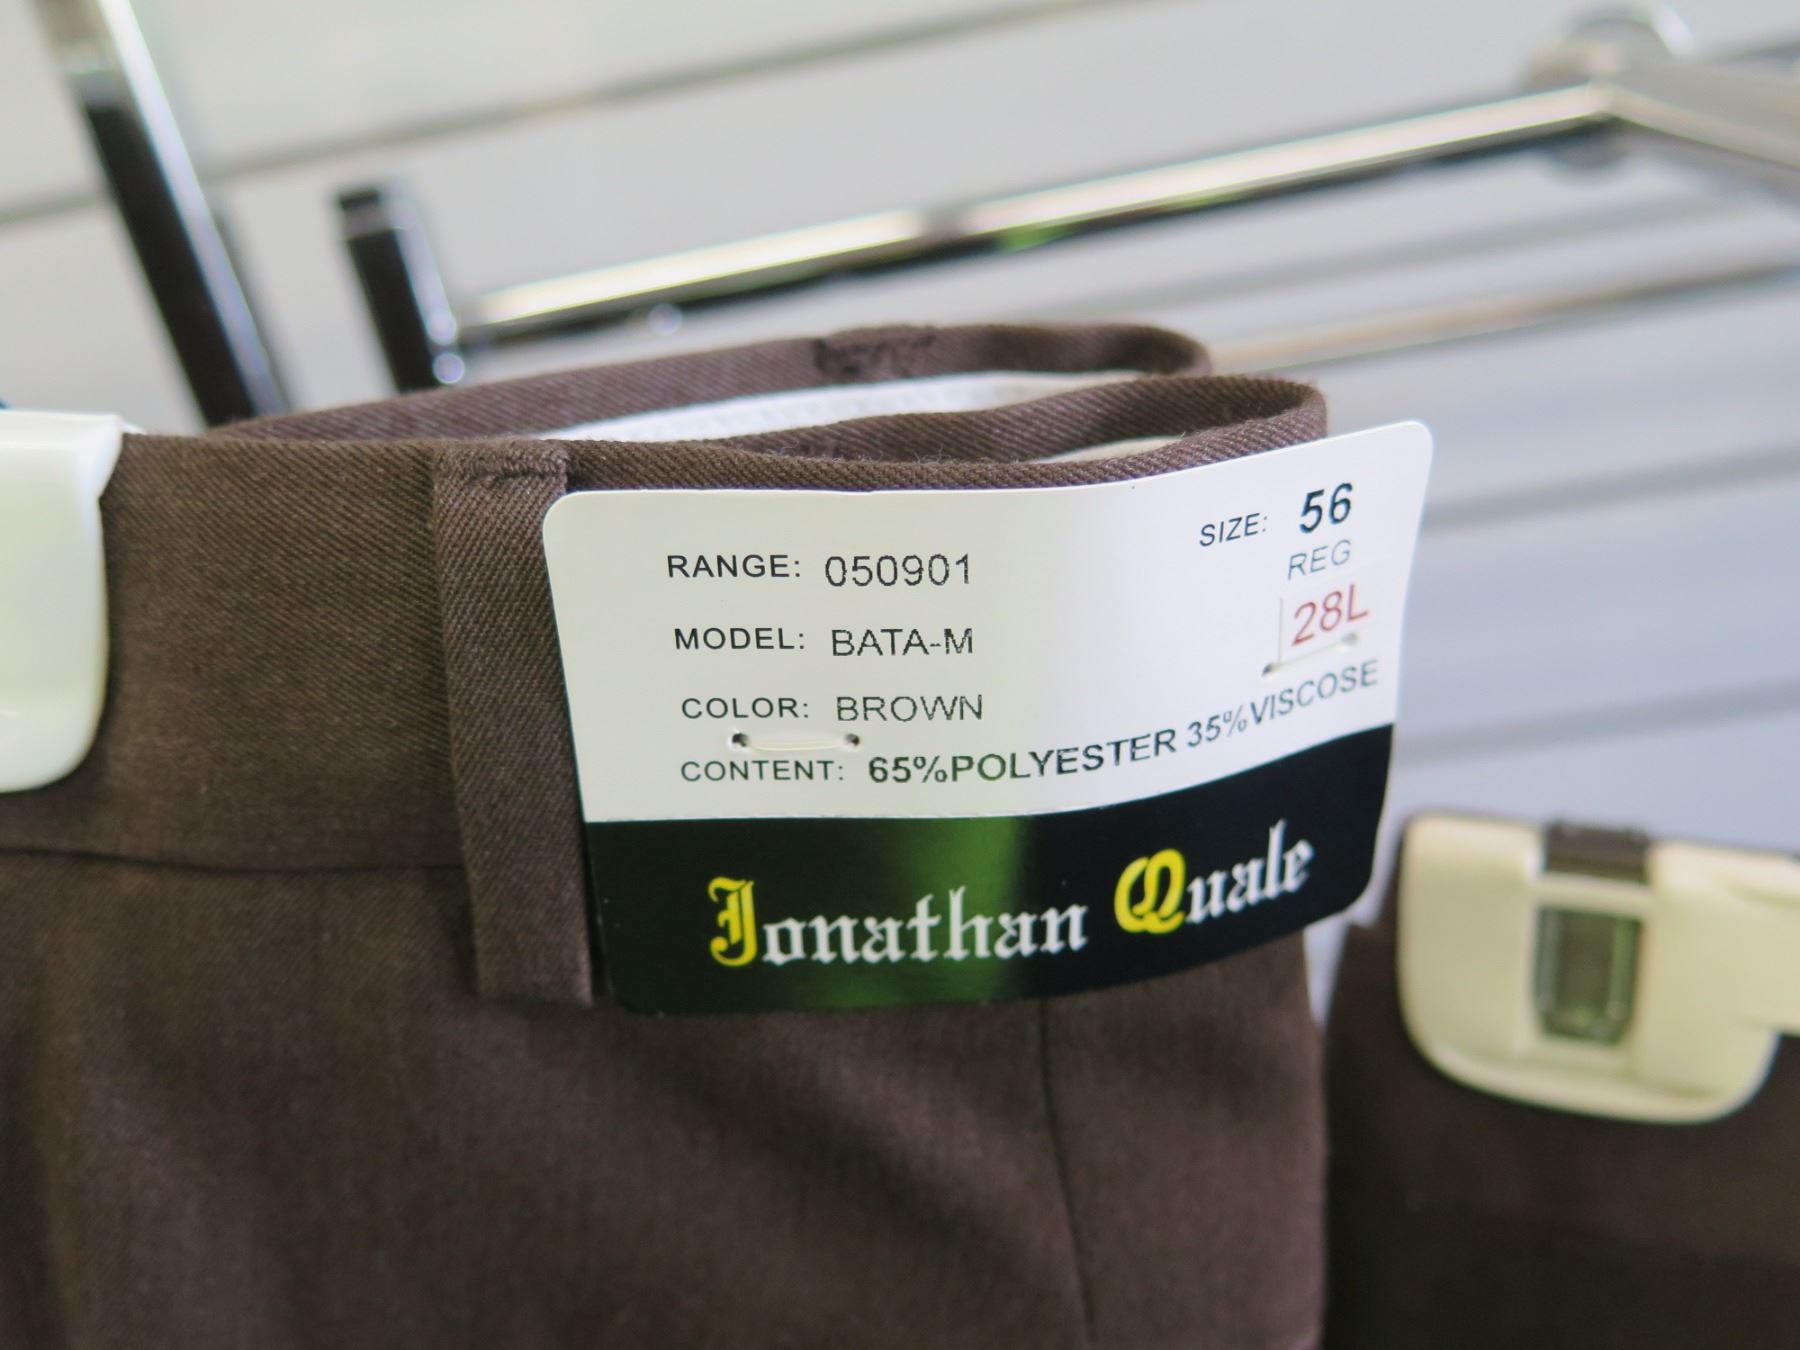 RANGE: 050901
SIZE: 56
REG
MODEL: BATA-M
28L
COLOR: BROWN
CONTENT: 65%POLYESTER 35%VISCOSE
Jonathan Quale